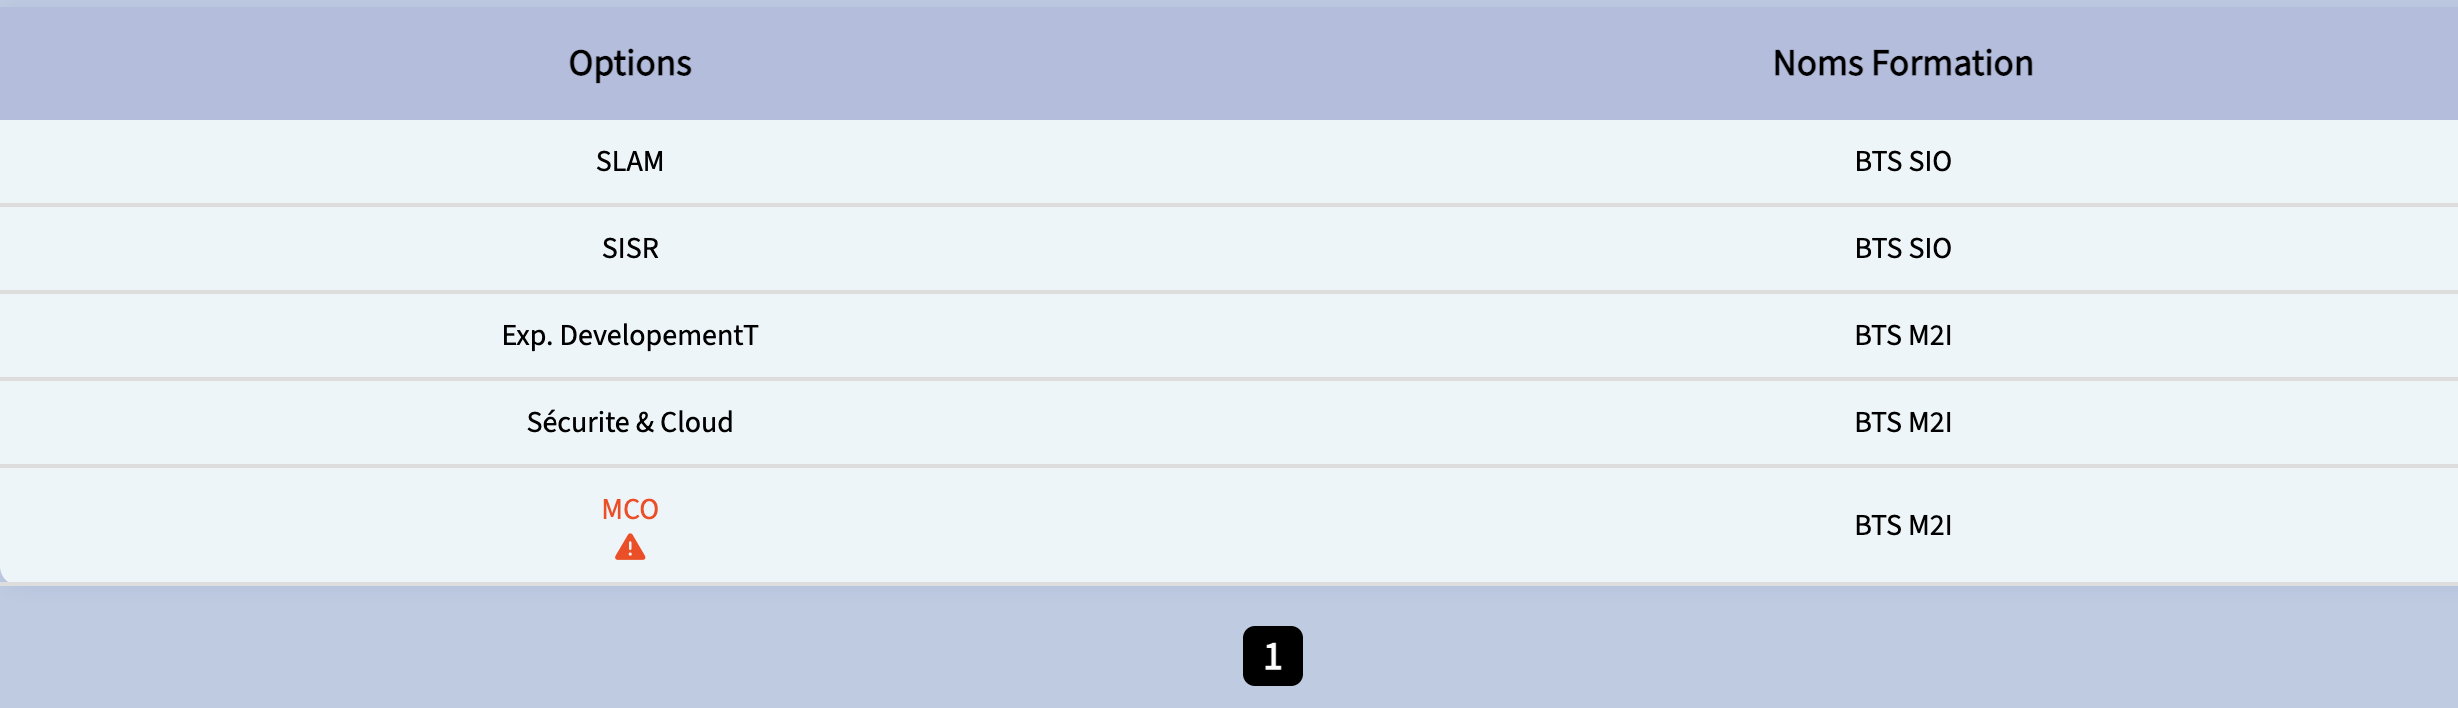 Options Noms Formation
SLAM BTS SIO
SISR BTS SIO
Exp. DevelopementT BTS M2I
Sécurite & Cloud BTS M2I
MCO BTS M2I
1